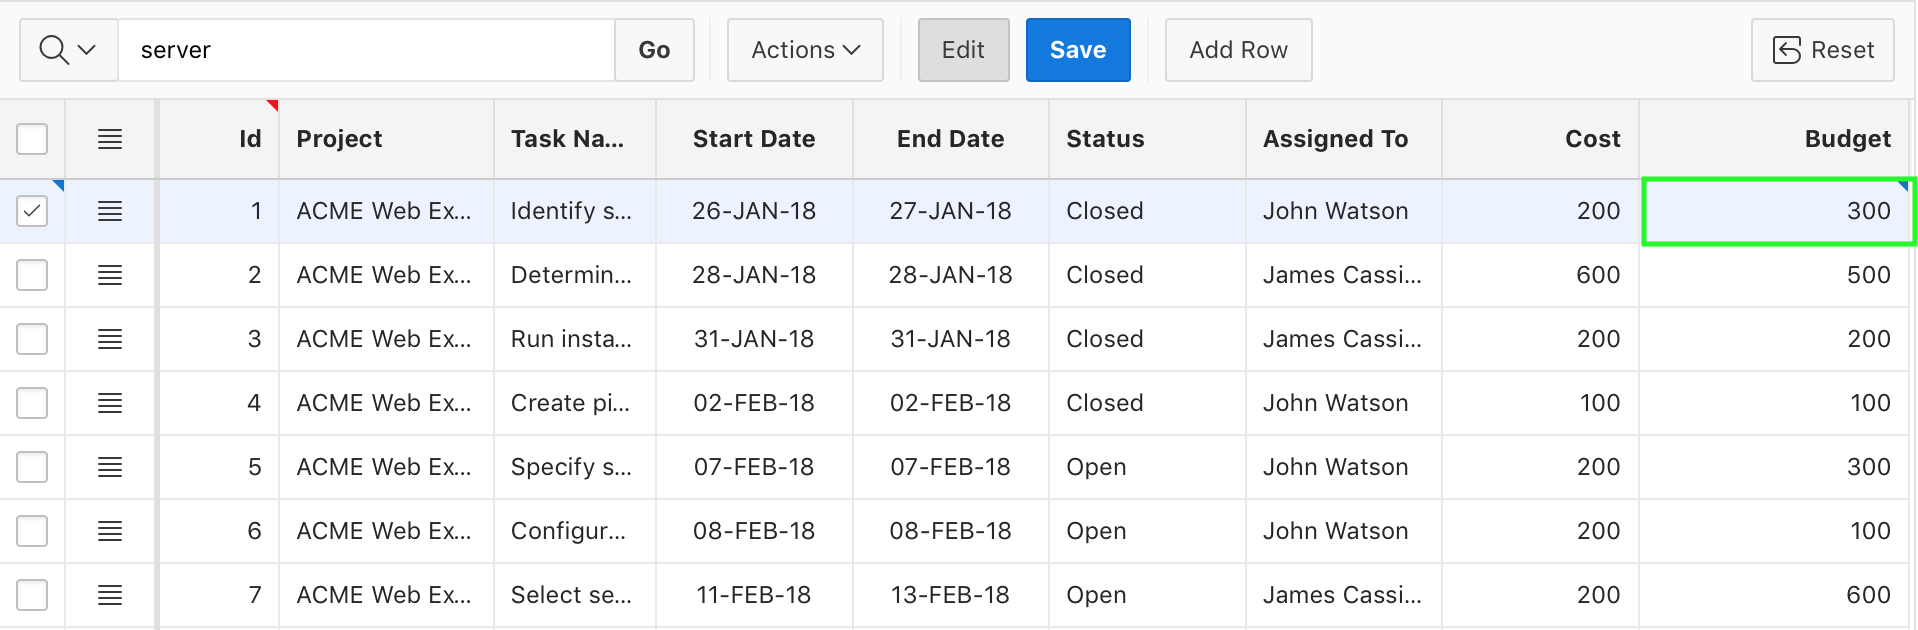 server Go Actions Edit Save Add Row Reset
Id Project Task Na... Start Date End Date Status Assigned To Cost Budget
1 ACME Web Ex... Identify s... 26-JAN-18 27-JAN-18 Closed John Watson 200 300
2 ACME Web Ex... Determin... 28-JAN-18 28-JAN-18 Closed James Cassi... 600 500
3 ACME Web Ex... Run insta... 31-JAN-18 31-JAN-18 Closed James Cassi... 200 200
4 ACME Web Ex... Create pi... 02-FEB-18 02-FEB-18 Closed John Watson 100 100
5 ACME Web Ex... Specify s... 07-FEB-18 07-FEB-18 Open John Watson 200 300
6 ACME Web Ex... Configur... 08-FEB-18 08-FEB-18 Open John Watson 200 100
7 ACME Web Ex... Select se... 11-FEB-18 13-FEB-18 Open James Cassi... 200 600